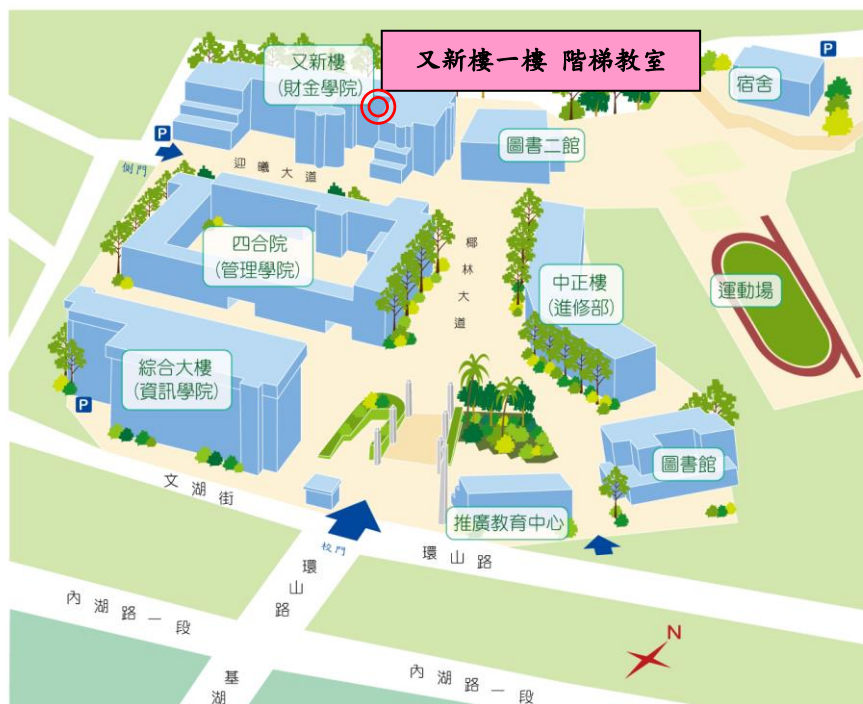 又新樓一樓 階梯教室
又新樓
(財金學院)
P
宿舍
圖書二館
P
側門
迎曦大道
四合院
(管理學院)
椰林大道
中正樓
(進修部)
運動場
綜合大樓
(資訊學院)
P
圖書館
文湖街
推廣教育中心
校門
環山路
環山路
內湖路一段
N
內湖路一段
基湖